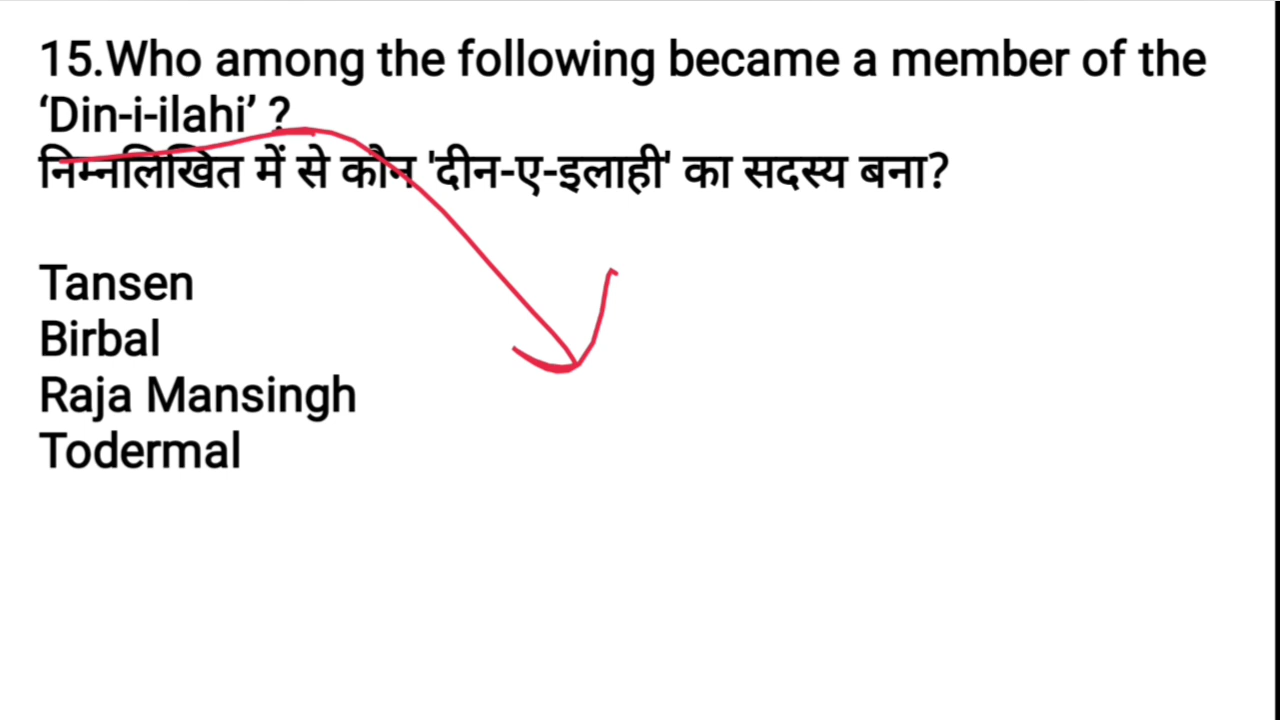 15.Who among the following became a member of the
‘Din-i-ilahi’ ?
निम्नलिखित में से कौन 'दीन-ए-इलाही' का सदस्य बना?
Tansen
Birbal
Raja Mansingh
Todermal